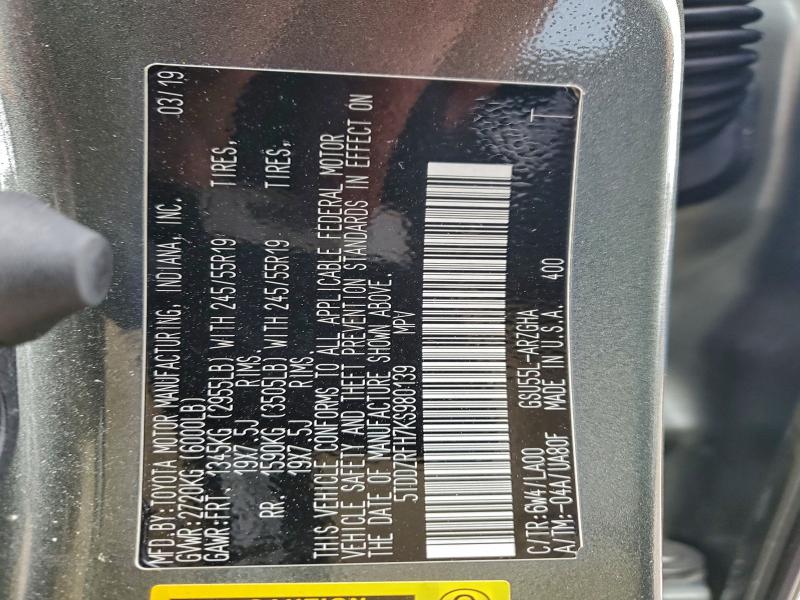 MFD.BY: TOYOTA MOTOR MANUFACTURING, INDIANA, INC. 03/19
GVWR: 2720KG (6000LB)
GAWR: FRT. 1345KG (2955LB) WITH 245/55R19 TIRES,
19X7.5J RIMS.
RR. 1590KG (3505LB) WITH 245/55R19 TIRES,
19X7.5J RIMS.
THIS VEHICLE CONFORMS TO ALL APPLICABLE FEDERAL MOTOR
VEHICLE SAFETY AND THEFT PREVENTION STANDARDS IN EFFECT ON
THE DATE OF MANUFACTURE SHOWN ABOVE.
5TDDZRFH7KS980139 MPV
C/TR: 6W4/LA00 GSU55L-ARZGHA T
A/TM: -04A/UA80F MADE IN U.S.A. 400
CAUTION